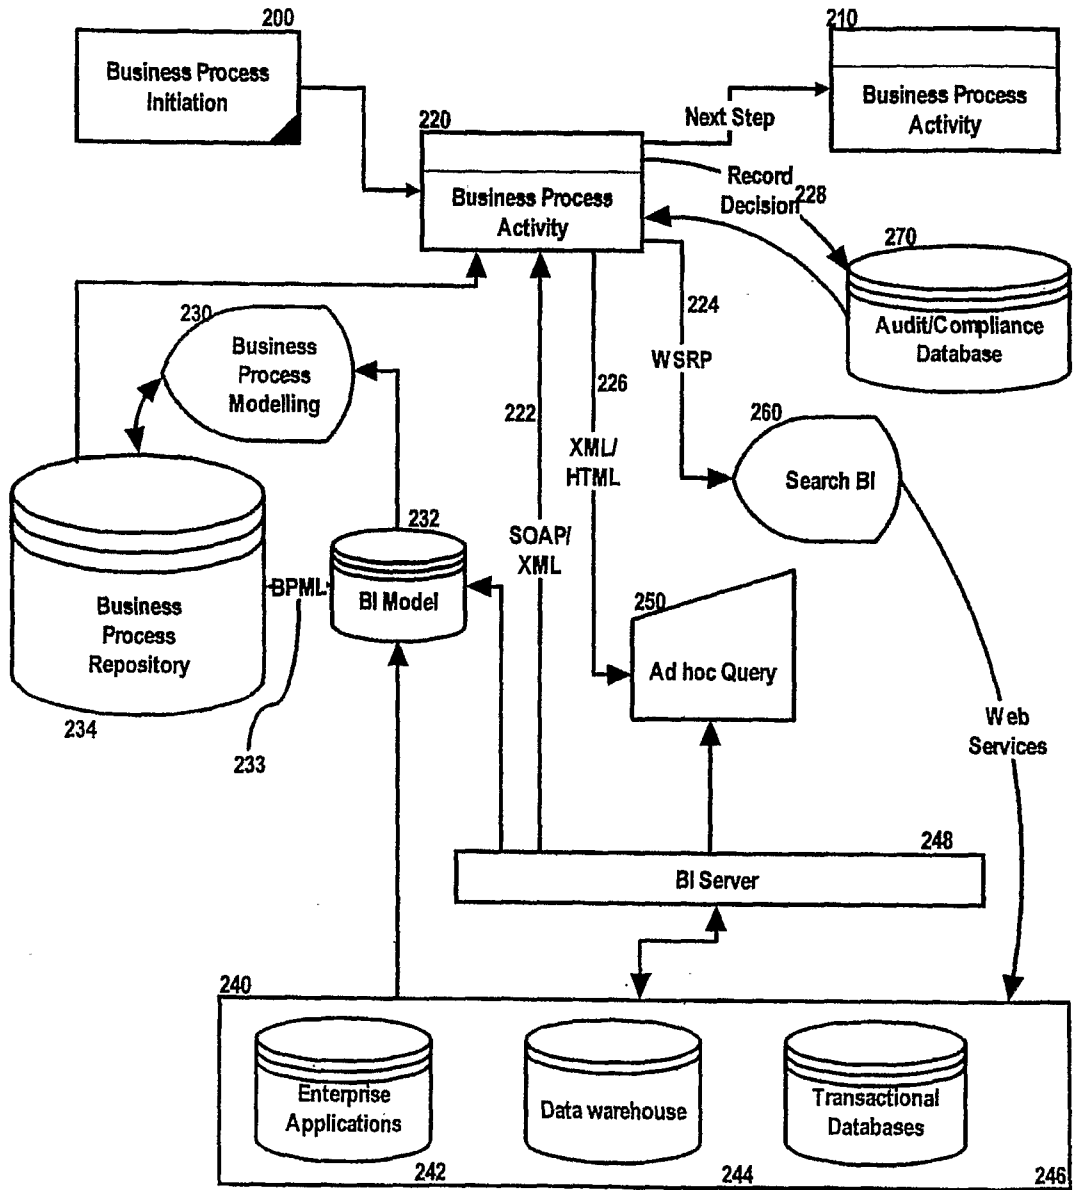 200
Business Process
Initiation
210
Business Process
Activity
220
Business Process
Activity
Next Step
Record
Decision
228
270
Audit/Compliance
Database
230
Business
Process
Modelling
224
WSRP
226
222
XML/
HTML
SOAP/
XML
260
Search BI
232
BI Model
BPML
Business
Process
Repository
234
233
250
Ad hoc Query
Web
Services
248
BI Server
240
Enterprise
Applications
242
Data warehouse
244
Transactional
Databases
246